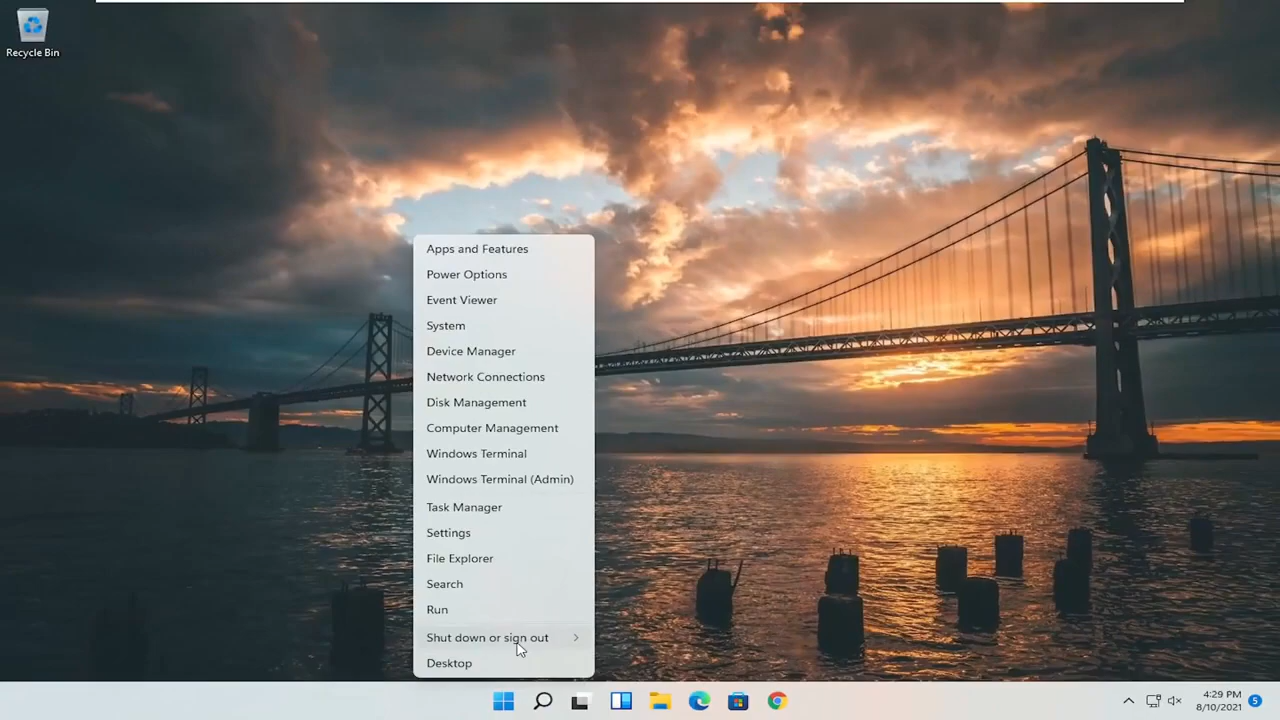 Recycle Bin
Apps and Features
Power Options
Event Viewer
System
Device Manager
Network Connections
Disk Management
Computer Management
Windows Terminal
Windows Terminal (Admin)
Task Manager
Settings
File Explorer
Search
Run
Shut down or sign out
Desktop
4:29 PM
8/10/2021
5